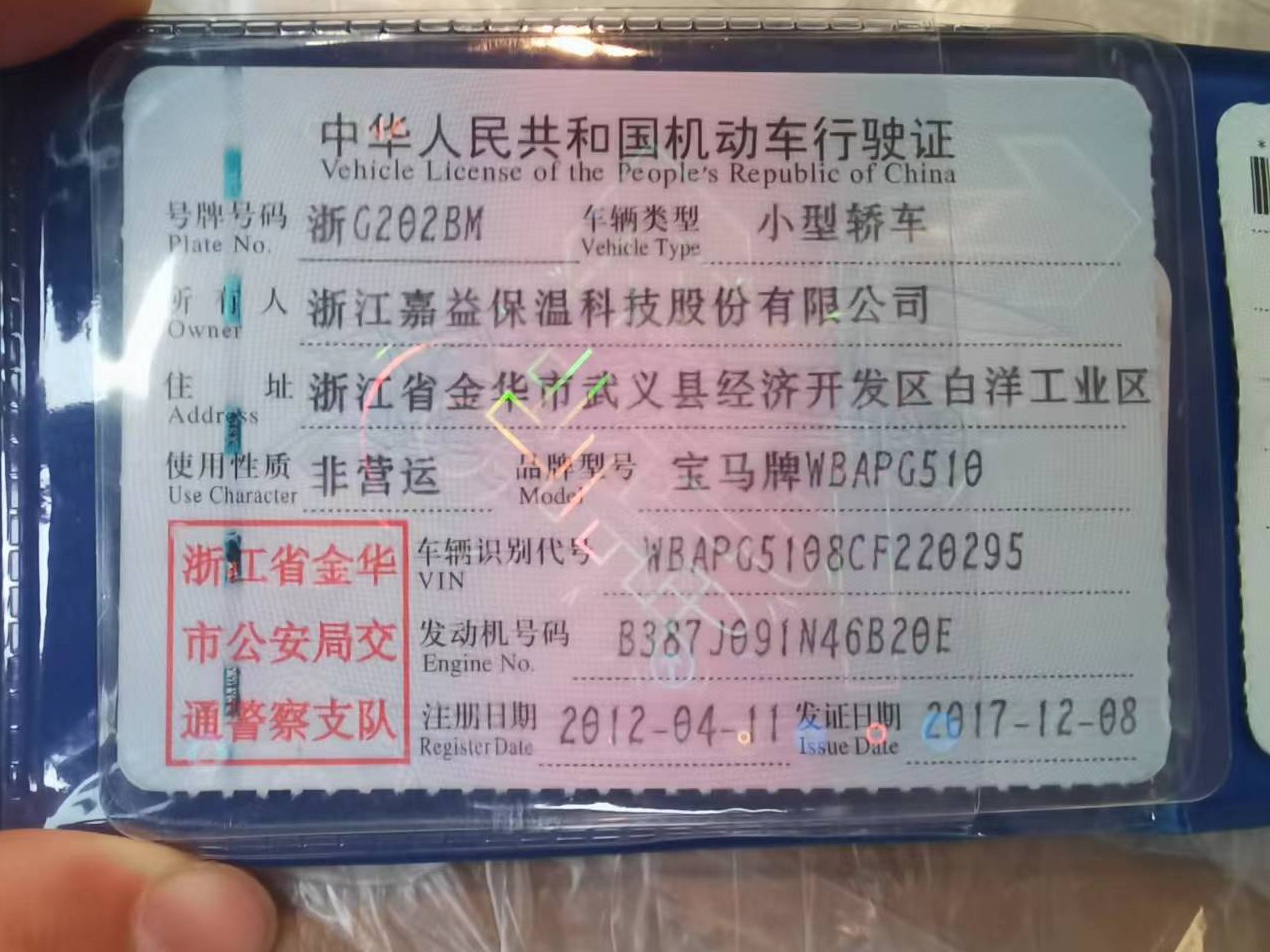 中华人民共和国机动车行驶证
Vehicle License of the People's Republic of China
号牌号码 浙G202BM 车辆类型 小型轿车
Plate No. Vehicle Type
所有人 浙江嘉益保温科技股份有限公司
Owner
住址 浙江省金华市武义县经济开发区白洋工业区
Address
使用性质 非营运 品牌型号 宝马牌WBAPG510
Use Character Model
浙江省金华 车辆识别代号 WBAPG5108CF220295
VIN
市公安局交 发动机号码 B387J091N46B20E
Engine No.
通警察支队 注册日期 2012-04-11 发证日期 2017-12-08
Register Date Issue Date